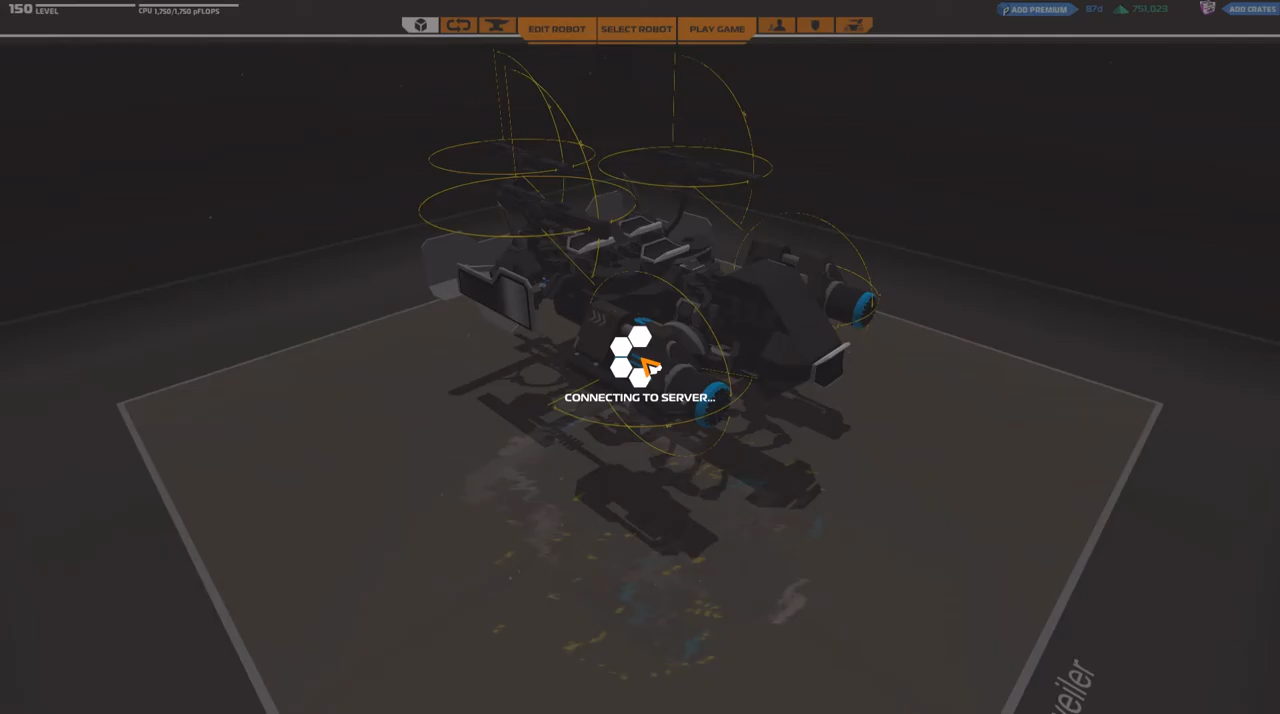 150 LEVEL
CPU 1,750/1,750 pFLOPS
EDIT ROBOT
SELECT ROBOT
PLAY GAME
ADD PREMIUM
87d
751,023
ADD CRATES
CONNECTING TO SERVER...